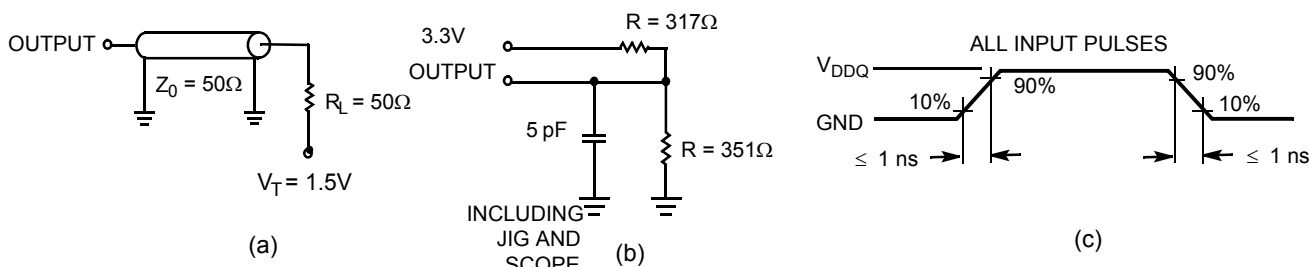 OUTPUT
Z0 = 50Ω
RL = 50Ω
VT = 1.5V
(a)
R = 317Ω
3.3V
OUTPUT
5 pF
R = 351Ω
INCLUDING
JIG AND
SCOPE
(b)
ALL INPUT PULSES
VDDQ
90%
10%
90%
10%
GND
≤ 1 ns
≤ 1 ns
(c)